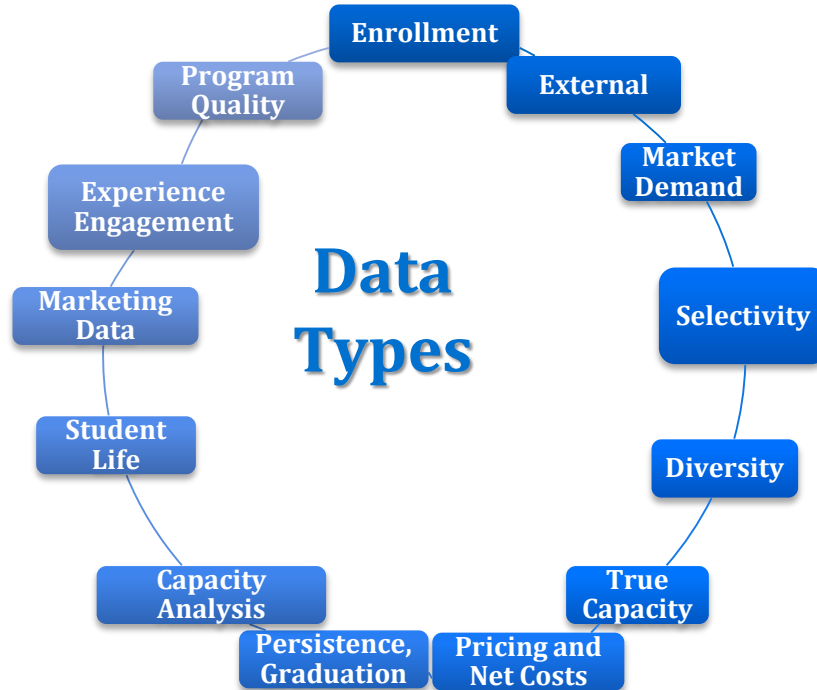 Enrollment
External
Market
Demand
Selectivity
Diversity
True
Capacity
Pricing and
Net Costs
Persistence,
Graduation
Capacity
Analysis
Student
Life
Marketing
Data
Experience
Engagement
Program
Quality
Data
Types